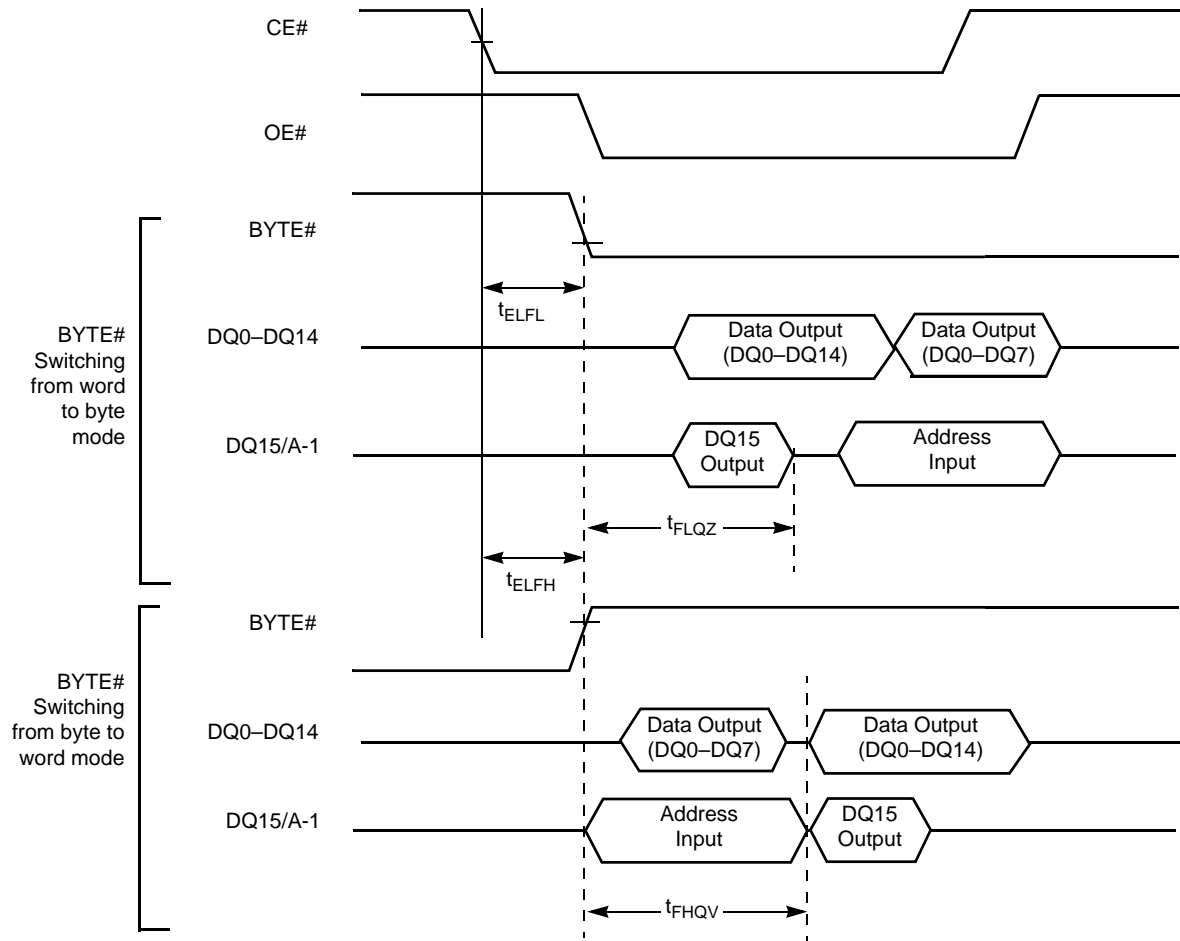 CE#
OE#
BYTE#
tELFL
BYTE#
Switching
from word
to byte
mode
DQ0–DQ14
Data Output
(DQ0–DQ14)
Data Output
(DQ0–DQ7)
DQ15/A-1
DQ15
Output
Address
Input
tFLQZ
tELFH
BYTE#
BYTE#
Switching
from byte to
word mode
DQ0–DQ14
Data Output
(DQ0–DQ7)
Data Output
(DQ0–DQ14)
DQ15/A-1
Address
Input
DQ15
Output
tFHQV